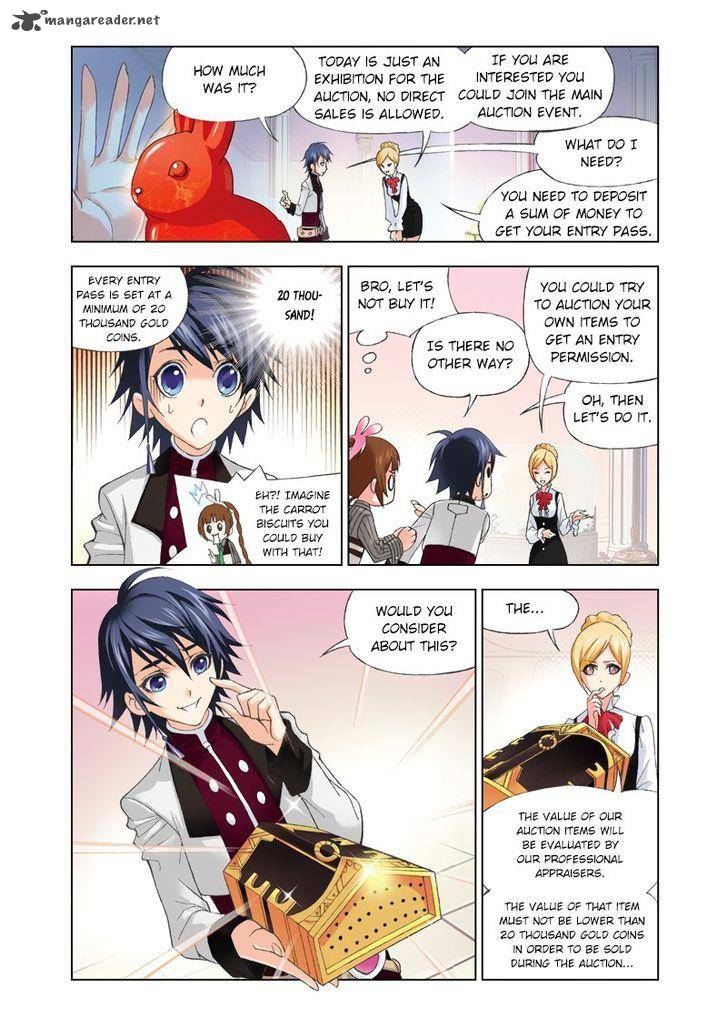 mangareader.net
HOW MUCH
WAS IT?
TODAY IS JUST AN
EXHIBITION FOR THE
AUCTION, NO DIRECT
SALES IS ALLOWED.
IF YOU ARE
INTERESTED YOU
COULD JOIN THE MAIN
AUCTION EVENT.
WHAT DO I
NEED?
YOU NEED TO DEPOSIT
A SUM OF MONEY TO
GET YOUR ENTRY PASS.
EVERY ENTRY
PASS IS SET AT A
MINIMUM OF 20
THOUSAND GOLD
COINS.
20 THOU-
SAND!
EH?! IMAGINE
THE CARROT
BISCUITS YOU
COULD BUY
WITH THAT!
BRO, LET'S
NOT BUY IT!
IS THERE NO
OTHER WAY?
YOU COULD TRY
TO AUCTION YOUR
OWN ITEMS TO
GET AN ENTRY
PERMISSION.
OH, THEN
LET'S DO IT.
WOULD YOU
CONSIDER
ABOUT THIS?
THE...
THE VALUE OF OUR
AUCTION ITEMS WILL
BE EVALUATED BY
OUR PROFESSIONAL
APPRAISERS.
THE VALUE OF THAT ITEM
MUST NOT BE LOWER THAN
20 THOUSAND GOLD COINS
IN ORDER TO BE SOLD
DURING THE AUCTION...